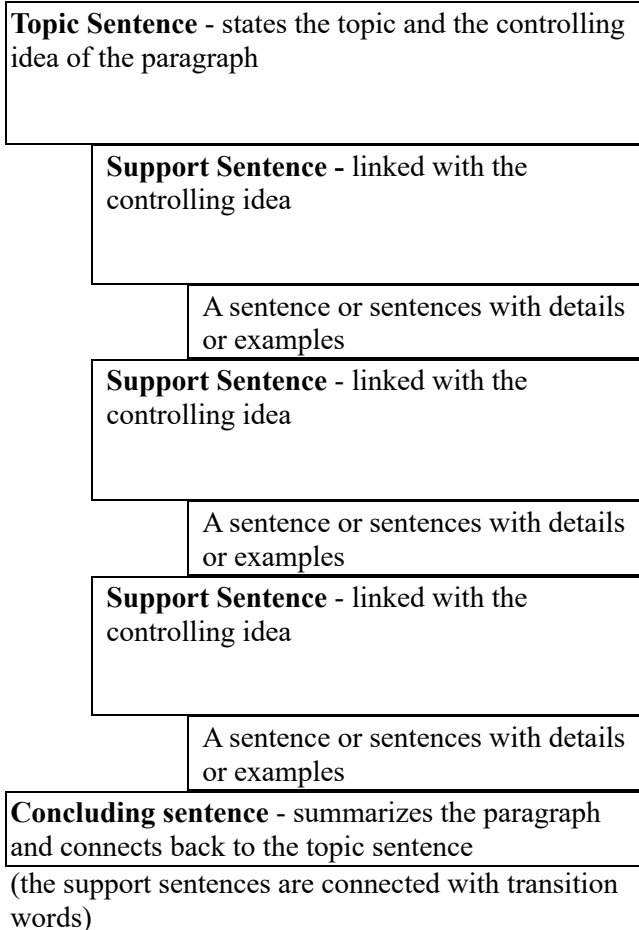 Topic Sentence - states the topic and the controlling
idea of the paragraph
Support Sentence - linked with the
controlling idea
A sentence or sentences with details
or examples
Support Sentence - linked with the
controlling idea
A sentence or sentences with details
or examples
Support Sentence - linked with the
controlling idea
A sentence or sentences with details
or examples
Concluding sentence - summarizes the paragraph
and connects back to the topic sentence
(the support sentences are connected with transition
words)